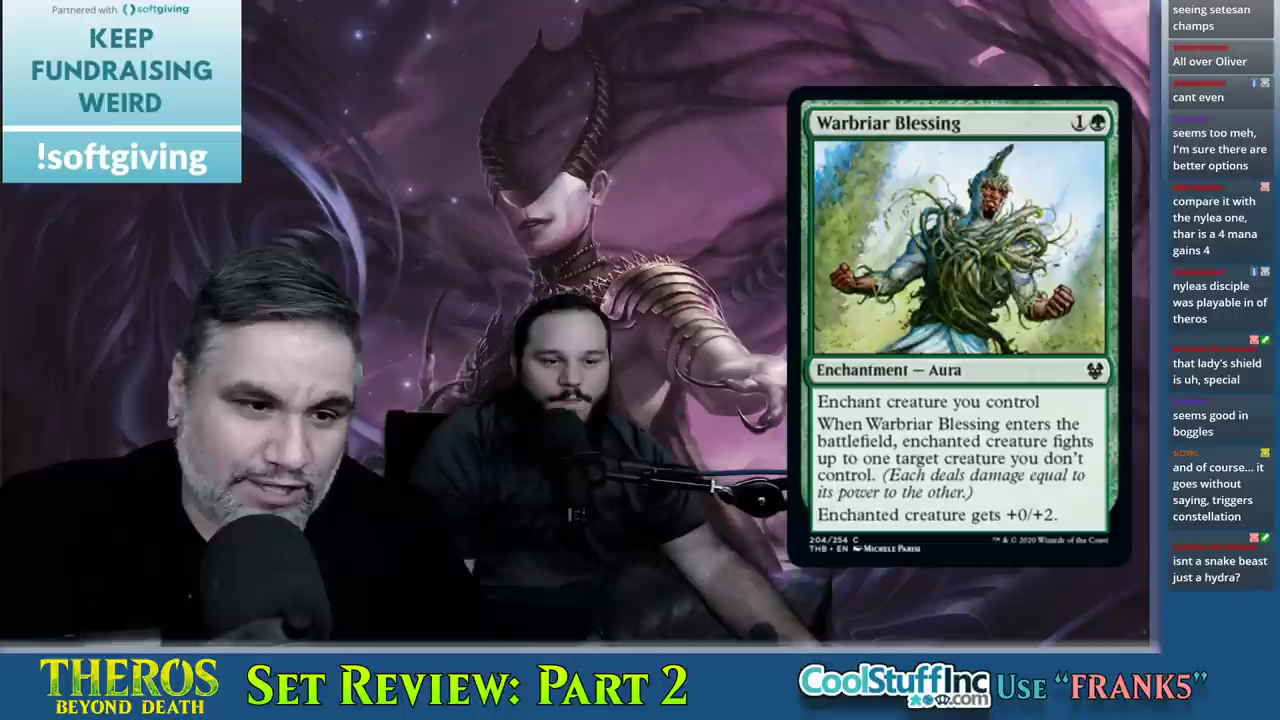 Partnered with softgiving
KEEP
FUNDRAISING
WEIRD
!softgiving
Warbriar Blessing 1
Enchantment — Aura
Enchant creature you control
When Warbriar Blessing enters the
battlefield, enchanted creature fights
up to one target creature you don't
control. (Each deals damage equal to
its power to the other.)
Enchanted creature gets +0/+2.
204/254 C
THB • EN Michele Parisi
™ & © 2020 Wizards of the Coast
seeing setesan
champs
All over Oliver
cant even
seems too meh,
I'm sure there are
better options
compare it with
the nylea one,
thar is a 4 mana
gains 4
nyleas disciple
was playable in of
theros
that lady's shield
is uh, special
seems good in
boggles
and of course... it
goes without
saying, triggers
constellation
isnt a snake beast
just a hydra?
THEROS
BEYOND DEATH
Set Review: Part 2
CoolStuffInc
.com
Use “FRANK5”